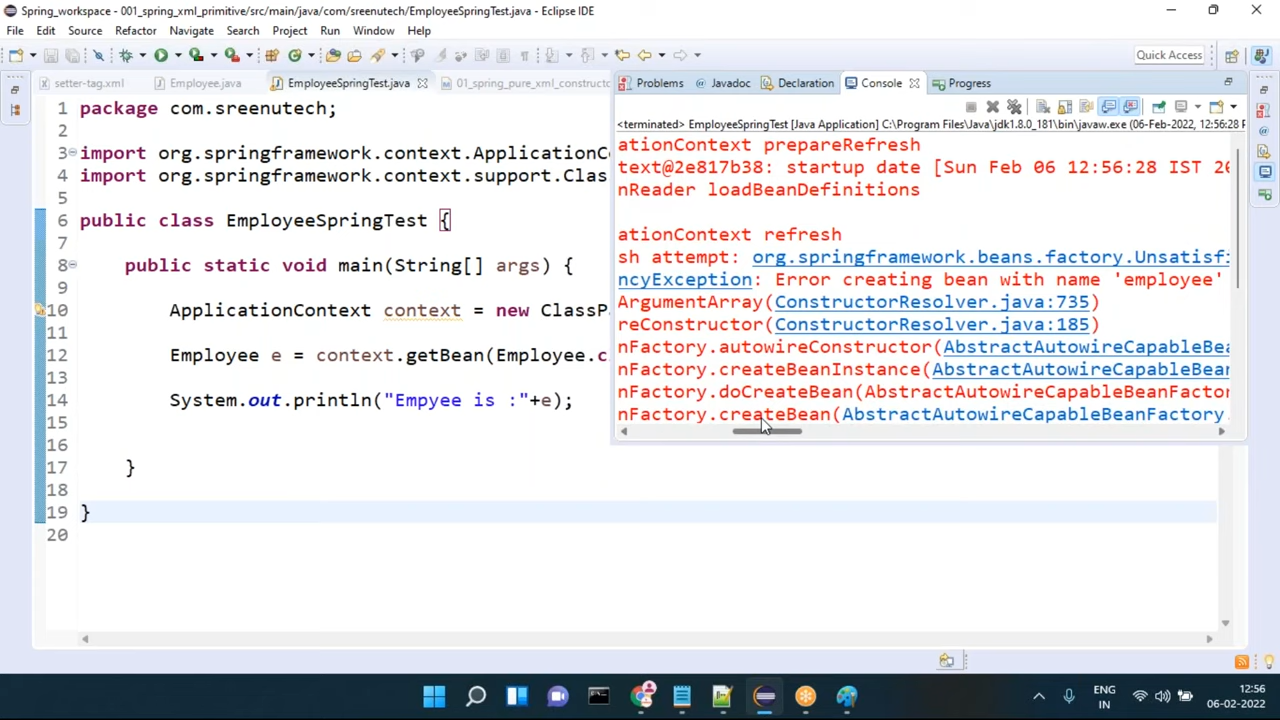 Spring_workspace - 001_spring_xml_primitive/src/main/java/com/sreenutech/EmployeeSpringTest.java - Eclipse IDE
File Edit Source Refactor Navigate Search Project Run Window Help
Quick Access
setter-tag.xml Employee.java EmployeeSpringTest.java 01_spring_pure_xml_constructo
Problems @ Javadoc Declaration Console Progress
<terminated> EmployeeSpringTest [Java Application] C:\Program Files\Java\jdk1.8.0_181\bin\javaw.exe (06-Feb-2022, 12:56:28 P
1 package com.sreenutech;
2
3 import org.springframework.context.ApplicationC
4 import org.springframework.context.support.Clas
5
6 public class EmployeeSpringTest {
7
8 public static void main(String[] args) {
9
10 ApplicationContext context = new ClassPa
11
12 Employee e = context.getBean(Employee.c
13
14 System.out.println("Empyee is :"+e);
15
16
17 }
18
19 }
20
ationContext prepareRefresh
text@2e817b38: startup date [Sun Feb 06 12:56:28 IST 20
nReader loadBeanDefinitions
ationContext refresh
sh attempt: org.springframework.beans.factory.Unsatisfi
ncyException: Error creating bean with name 'employee'
ArgumentArray(ConstructorResolver.java:735)
reConstructor(ConstructorResolver.java:185)
nFactory.autowireConstructor(AbstractAutowireCapableBea
nFactory.createBeanInstance(AbstractAutowireCapableBean
nFactory.doCreateBean(AbstractAutowireCapableBeanFactor
nFactory.createBean(AbstractAutowireCapableBeanFactory.
ENG
IN
12:56
06-02-2022